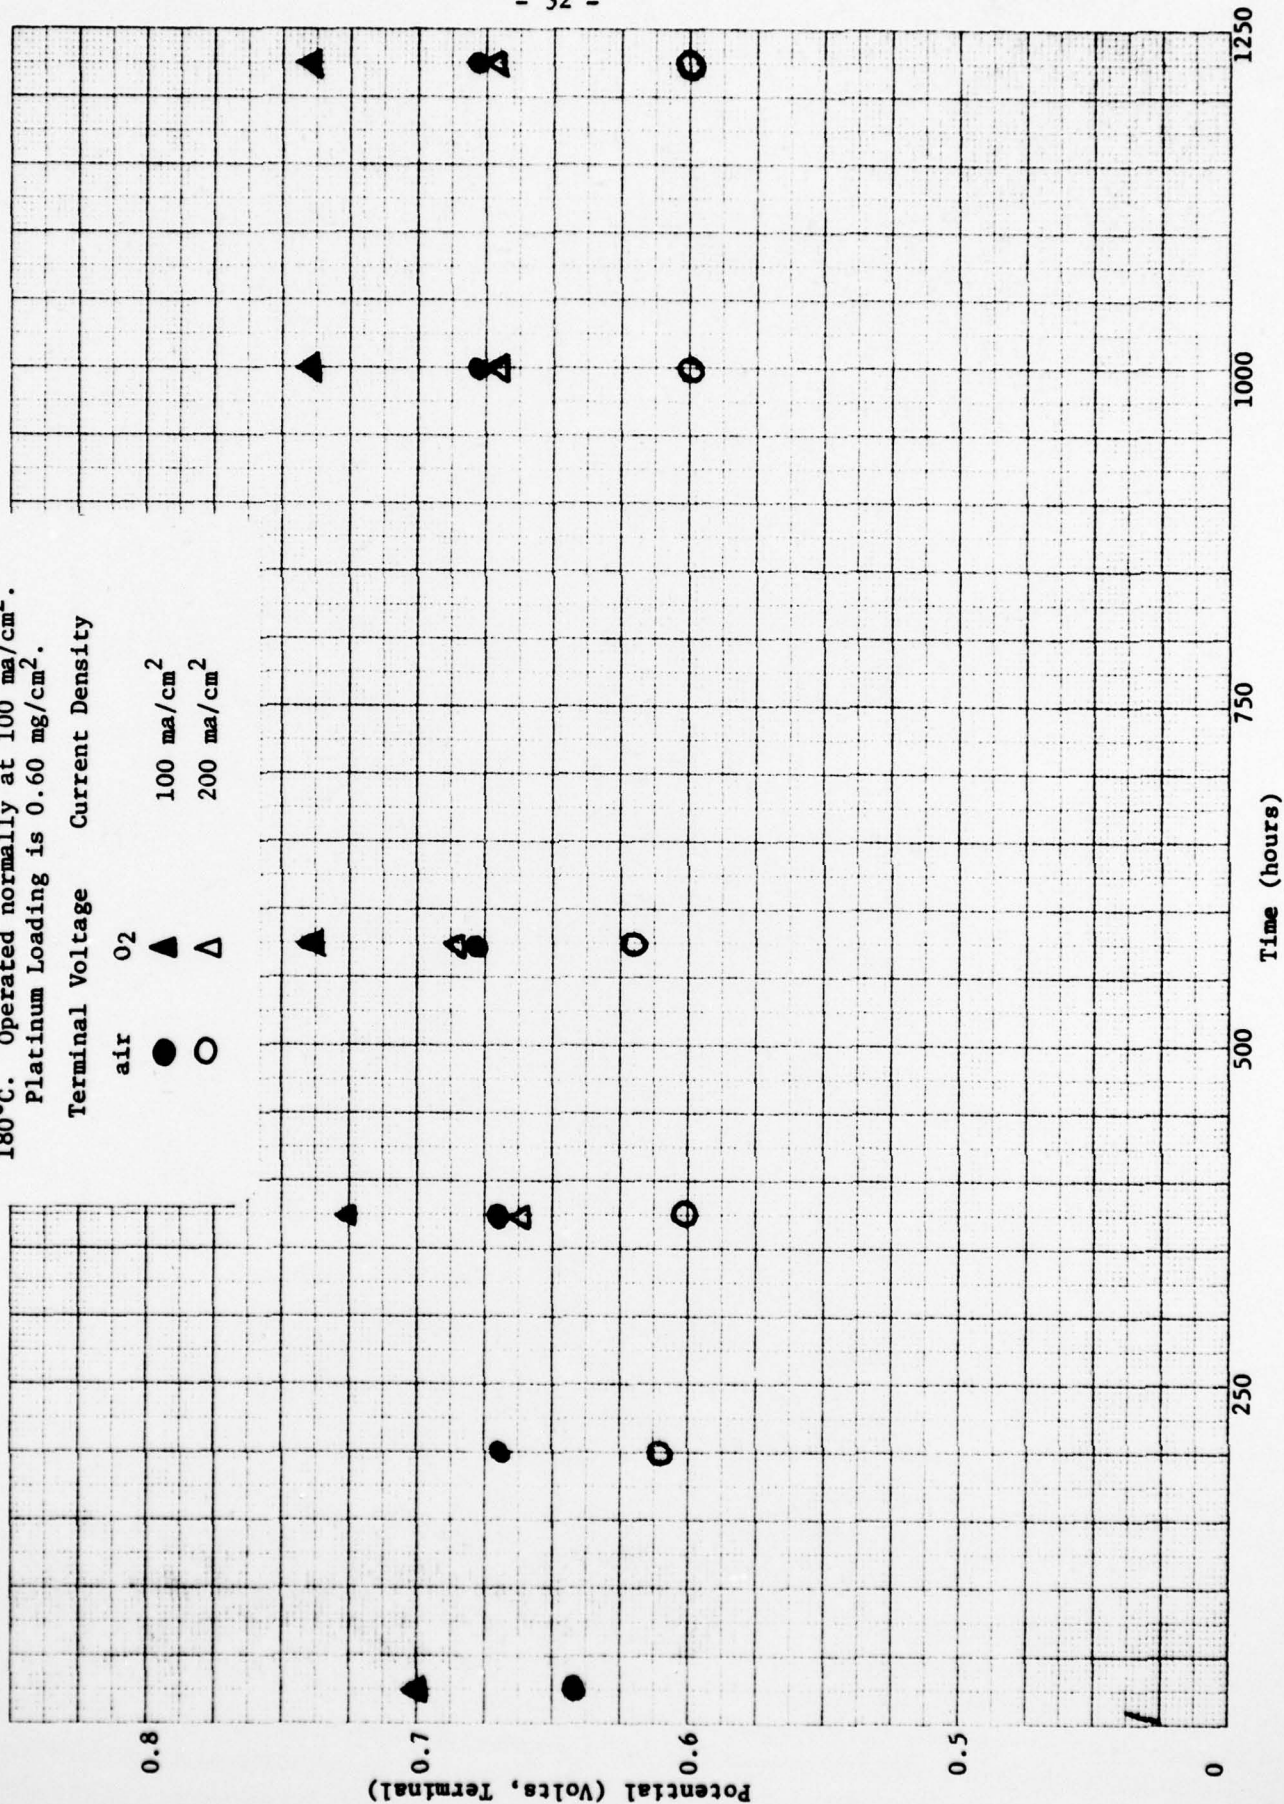 - 52 -
180°C. Operated normally at 100 ma/cm².
Platinum Loading is 0.60 mg/cm².
Terminal Voltage Current Density
air O₂
● ▲ 100 ma/cm²
○ △ 200 ma/cm²
0.8
0.7
0.6
0.5
0
Potential (Volts, Terminal)
250
500
750
1000
1250
Time (hours)